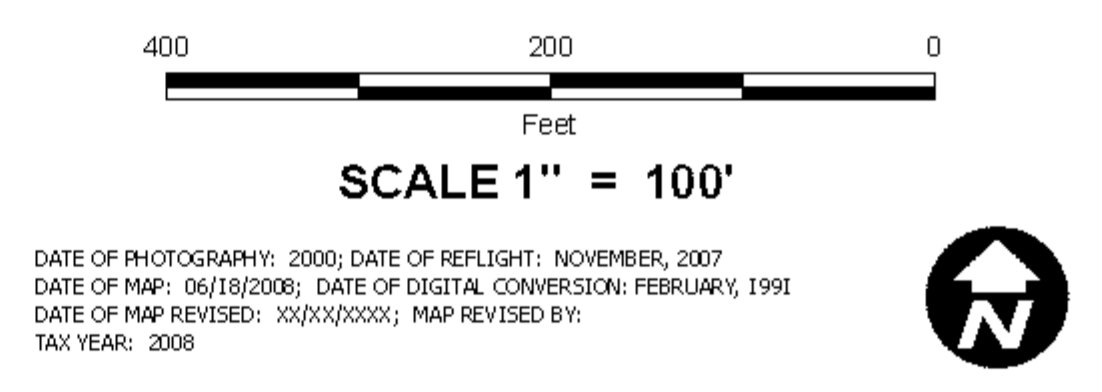 400 200 0
Feet
SCALE 1" = 100'
DATE OF PHOTOGRAPHY: 2000; DATE OF REFLIGHT: NOVEMBER, 2007
DATE OF MAP: 06/I8/2008; DATE OF DIGITAL CONVERSION: FEBRUARY, I99I
DATE OF MAP REVISED: XX/XX/XXXX; MAP REVISED BY:
TAX YEAR: 2008
N